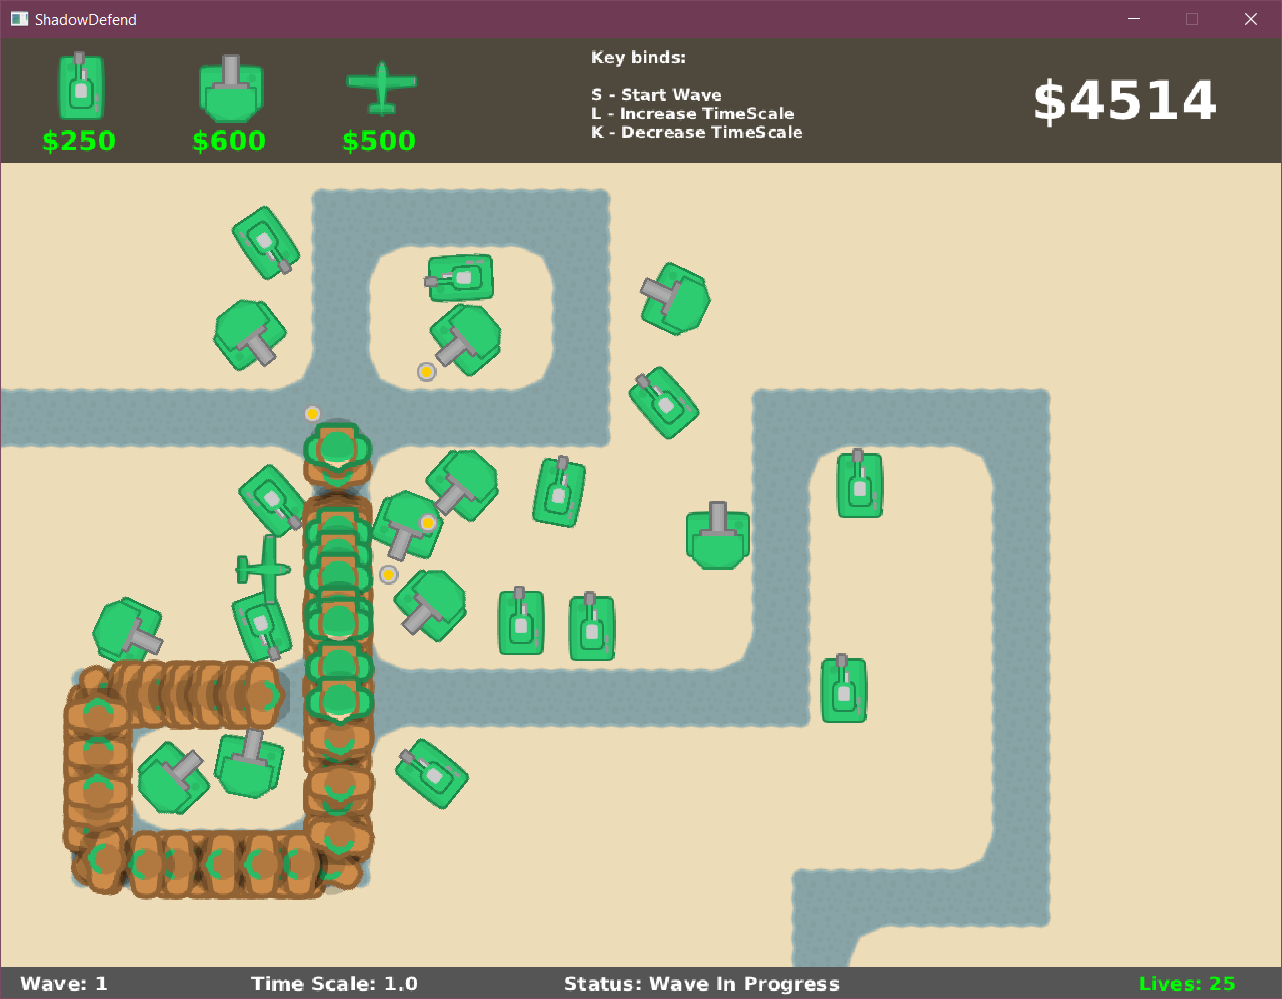 ShadowDefend
$250
$600
$500
Key binds:
S - Start Wave
L - Increase TimeScale
K - Decrease TimeScale
$4514
Wave: 1
Time Scale: 1.0
Status: Wave In Progress
Lives: 25